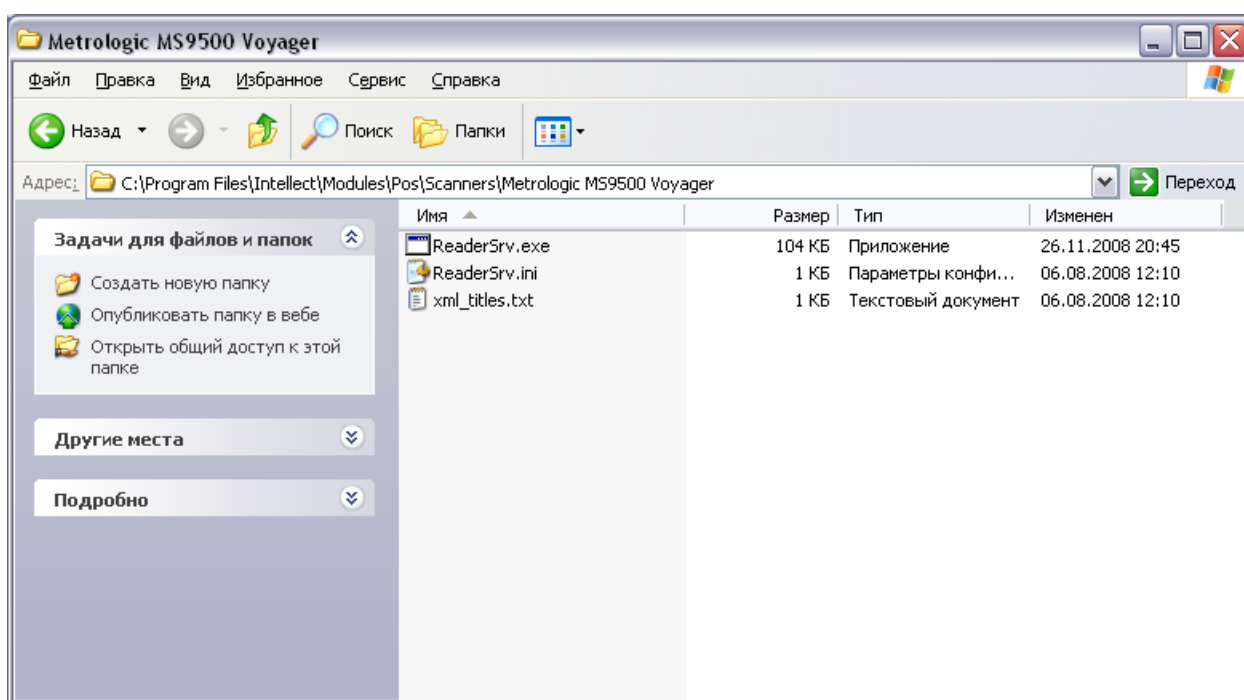 Metrologic MS9500 Voyager
Файл Правка Вид Избранное Сервис Справка
Назад Поиск Папки
Адрес: C:\Program Files\Intellect\Modules\Pos\Scanners\Metrologic MS9500 Voyager Переход
Имя Размер Тип Изменен
Задачи для файлов и папок
Создать новую папку
Опубликовать папку в вебе
Открыть общий доступ к этой
папке
Другие места
Подробно
ReaderSrv.exe 104 КБ Приложение 26.11.2008 20:45
ReaderSrv.ini 1 КБ Параметры конфи... 06.08.2008 12:10
xml_titles.txt 1 КБ Текстовый документ 06.08.2008 12:10